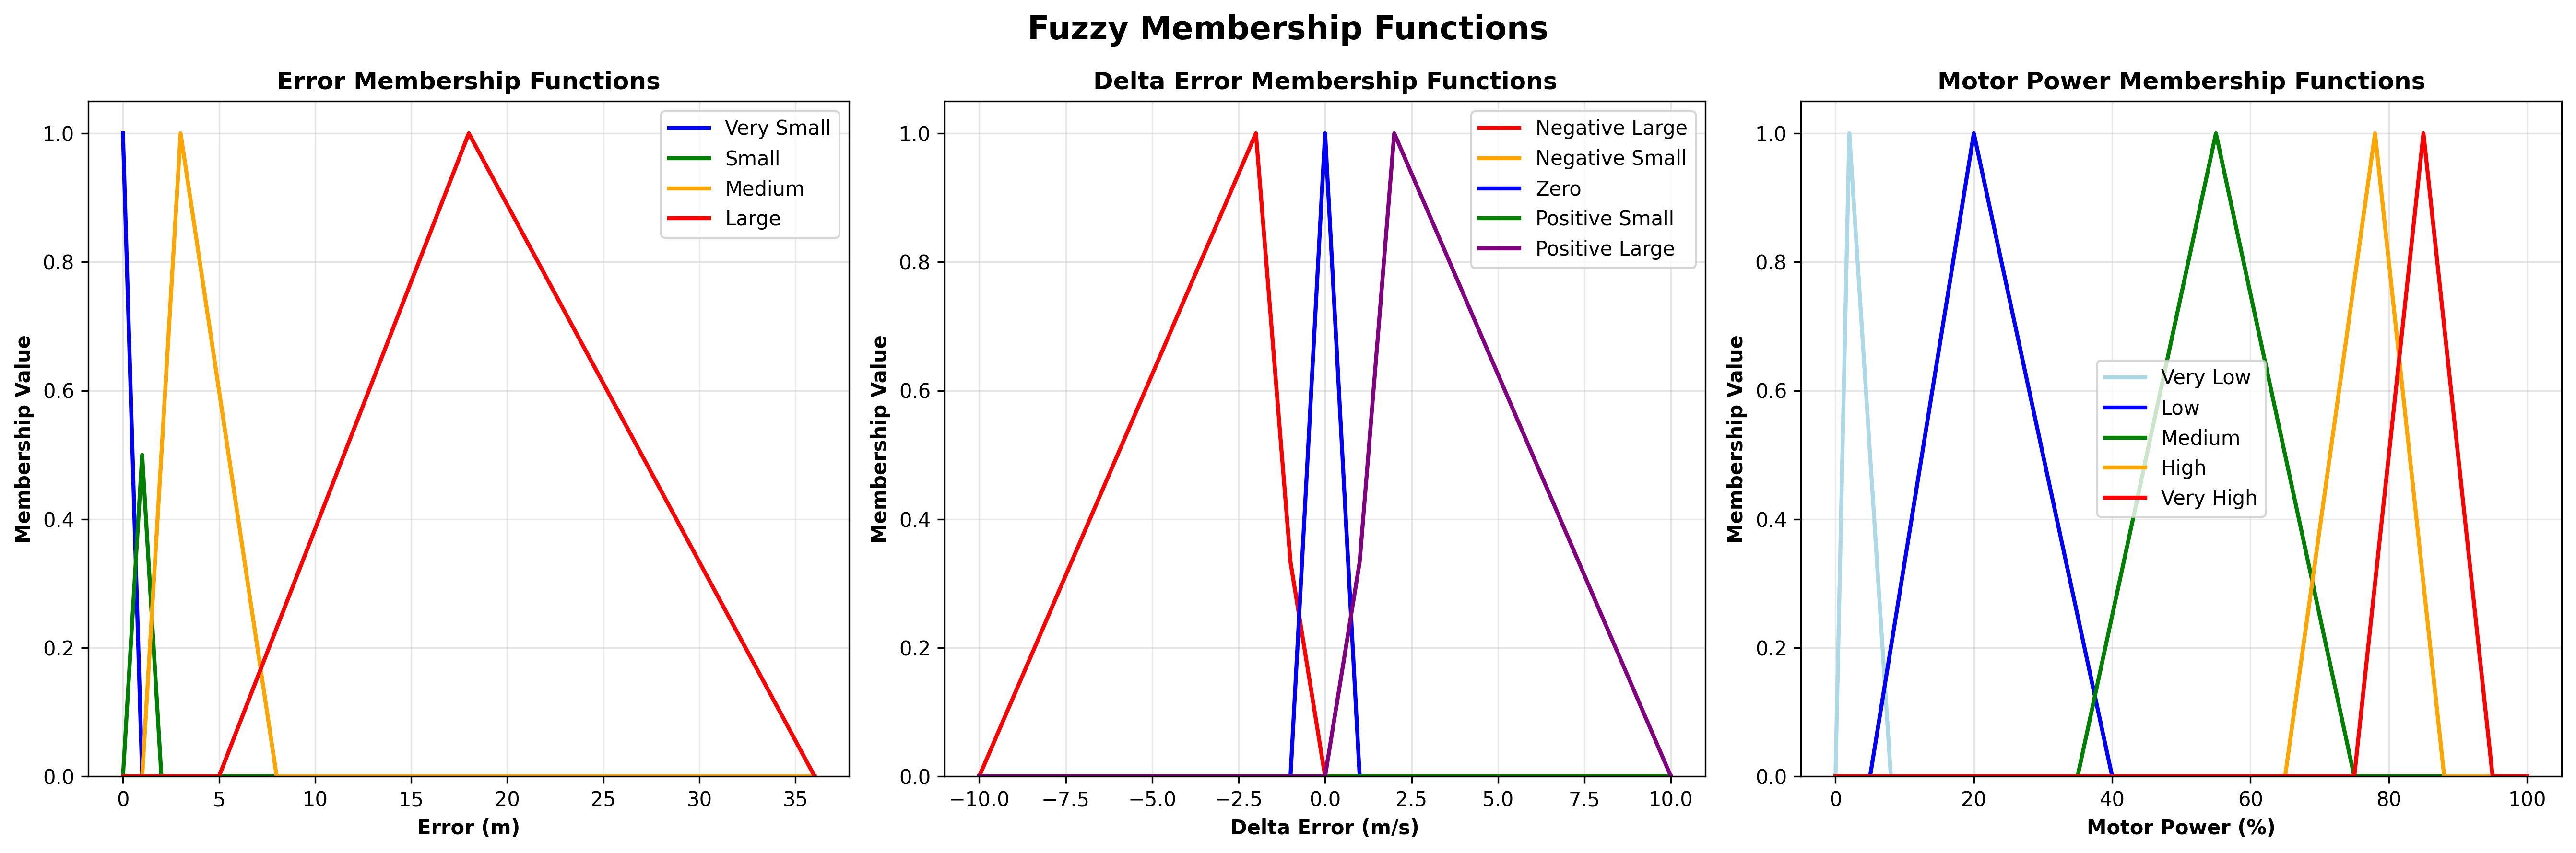 Fuzzy Membership Functions
Error Membership Functions
1.0
0.8
0.6
0.4
0.2
0.0
Membership Value
0
5
10
15
20
25
30
35
Error (m)
Very Small
Small
Medium
Large
Delta Error Membership Functions
1.0
0.8
0.6
0.4
0.2
0.0
Membership Value
−10.0
−7.5
−5.0
−2.5
0.0
2.5
5.0
7.5
10.0
Delta Error (m/s)
Negative Large
Negative Small
Zero
Positive Small
Positive Large
Motor Power Membership Functions
1.0
0.8
0.6
0.4
0.2
0.0
Membership Value
0
20
40
60
80
100
Motor Power (%)
Very Low
Low
Medium
High
Very High